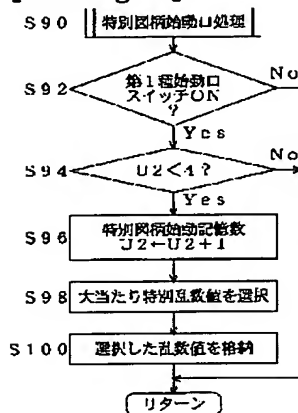 S90 特別図柄始動口処理
S92 第1種始動口
スイッチON
?
No
Yes
S94 U2<4?
No
Yes
S96 特別図柄始動記憶数
U2←U2+1
S98 大当たり特別乱数値を選択
S100 選択した乱数値を格納
リターン